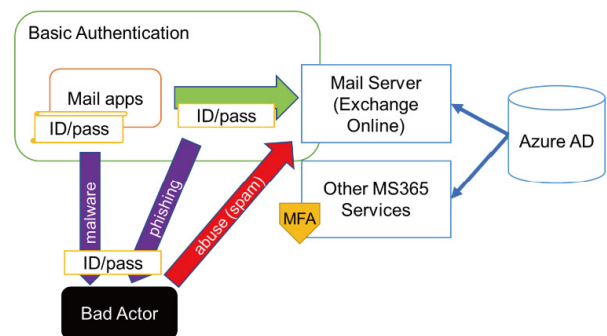 Basic Authentication
Mail apps
ID/pass
ID/pass
Mail Server
(Exchange
Online)
Azure AD
Other MS365
Services
MFA
malware
phishing
abuse (spam)
ID/pass
Bad Actor